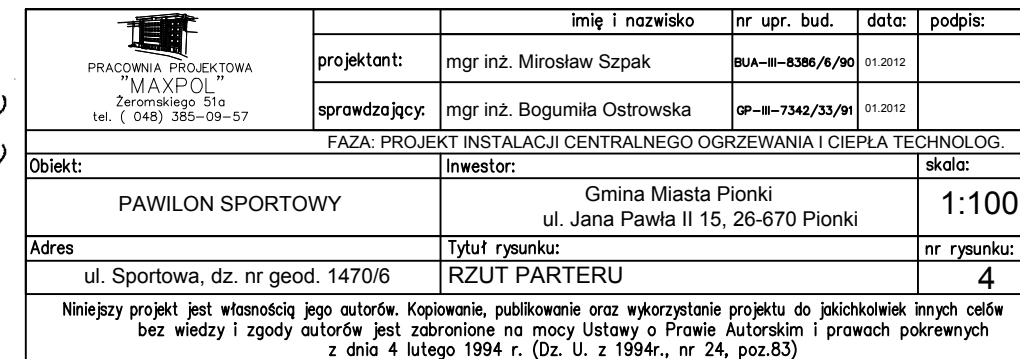 imię i nazwisko nr upr. bud. data: podpis:
PRACOWNIA PROJEKTOWA
"MAXPOL"
Żeromskiego 51a
tel. ( 048) 385-09-57
projektant: mgr inż. Mirosław Szpak BUA-III-8386/6/90 01.2012
sprawdzający: mgr inż. Bogumiła Ostrowska GP-III-7342/33/91 01.2012
FAZA: PROJEKT INSTALACJI CENTRALNEGO OGRZEWANIA I CIEPŁA TECHNOLOG.
Obiekt: Inwestor: skala:
PAWILON SPORTOWY Gmina Miasta Pionki
ul. Jana Pawła II 15, 26-670 Pionki 1:100
Adres Tytuł rysunku: nr rysunku:
ul. Sportowa, dz. nr geod. 1470/6 RZUT PARTERU 4
Niniejszy projekt jest własnością jego autorów. Kopiowanie, publikowanie oraz wykorzystanie projektu do jakichkolwiek innych celów
bez wiedzy i zgody autorów jest zabronione na mocy Ustawy o Prawie Autorskim i prawach pokrewnych
z dnia 4 lutego 1994 r. (Dz. U. z 1994r., nr 24, poz.83)